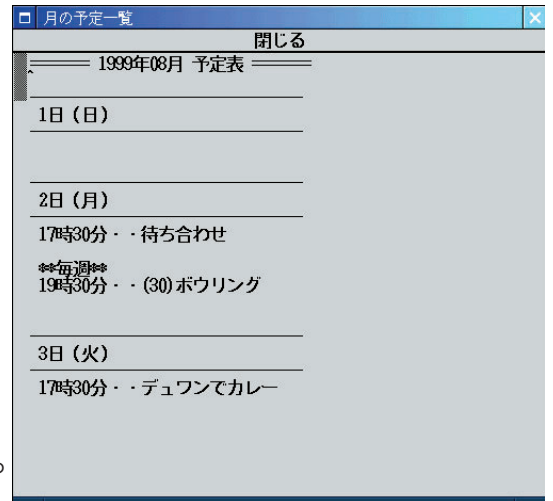 月の予定一覧
閉じる
═════ 1999年08月 予定表 ═════
1日 (日)
2日 (月)
17時30分・・待ち合わせ
**毎週**
19時30分・・(30)ボウリング
3日 (火)
17時30分・・デュワンでカレー